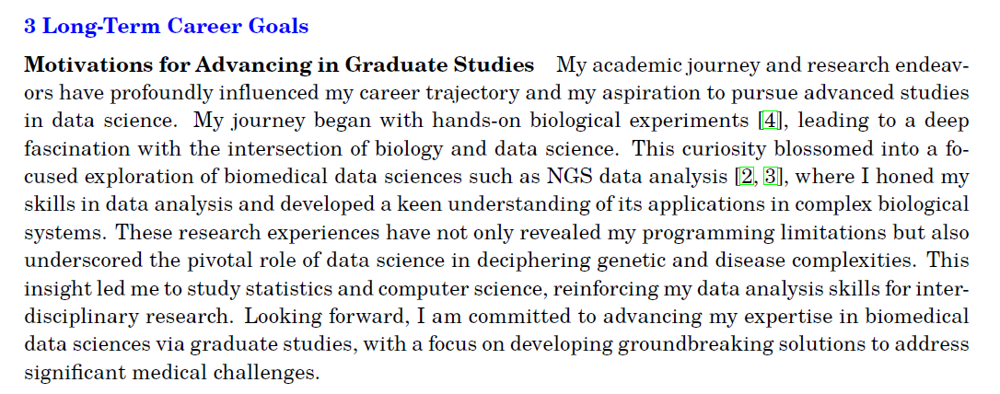 3 Long-Term Career Goals
Motivations for Advancing in Graduate Studies My academic journey and research endeav-
ors have profoundly influenced my career trajectory and my aspiration to pursue advanced studies
in data science. My journey began with hands-on biological experiments [4], leading to a deep
fascination with the intersection of biology and data science. This curiosity blossomed into a fo-
cused exploration of biomedical data sciences such as NGS data analysis [2, 3], where I honed my
skills in data analysis and developed a keen understanding of its applications in complex biological
systems. These research experiences have not only revealed my programming limitations but also
underscored the pivotal role of data science in deciphering genetic and disease complexities. This
insight led me to study statistics and computer science, reinforcing my data analysis skills for inter-
disciplinary research. Looking forward, I am committed to advancing my expertise in biomedical
data sciences via graduate studies, with a focus on developing groundbreaking solutions to address
significant medical challenges.